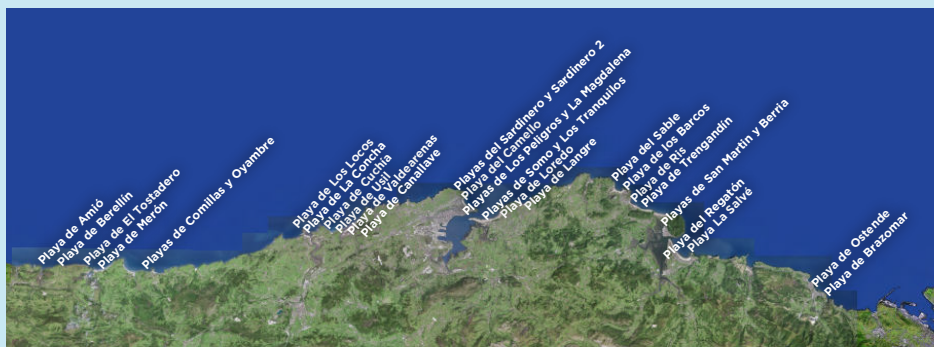 Playa de Amió
Playa de Berellín
Playa de El Tostadero
Playa de Merón
Playas de Comillas y Oyambre
Playa de Los Locos
Playa de La Concha
Playa de Cuchía
Playa de Usil
Playa de Valdearenas
Playa de Canallave
Playas del Sardinero y Sardinero 2
Playa del Camello
Playas de Los Peligros y La Magdalena
Playas de Somo y Los Tranquilos
Playa de Loredo
Playa de Langre
Playa del Sable
Playa de los Barcos
Playa de Ris
Playa de Trengandín
Playas de San Martín y Berria
Playa del Regatón
Playa La Salvé
Playa de Ostende
Playa de Brazomar